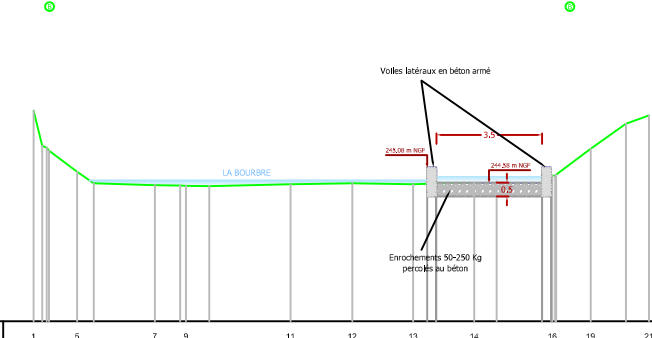 Voiles latéraux en béton armé
3.5
245,08 m NGF
244,58 m NGF
LA BOURBRE
0.5
Enrochements 50-250 Kg
percolés au béton
1 5 7 9 11 12 13 14 16 19 21